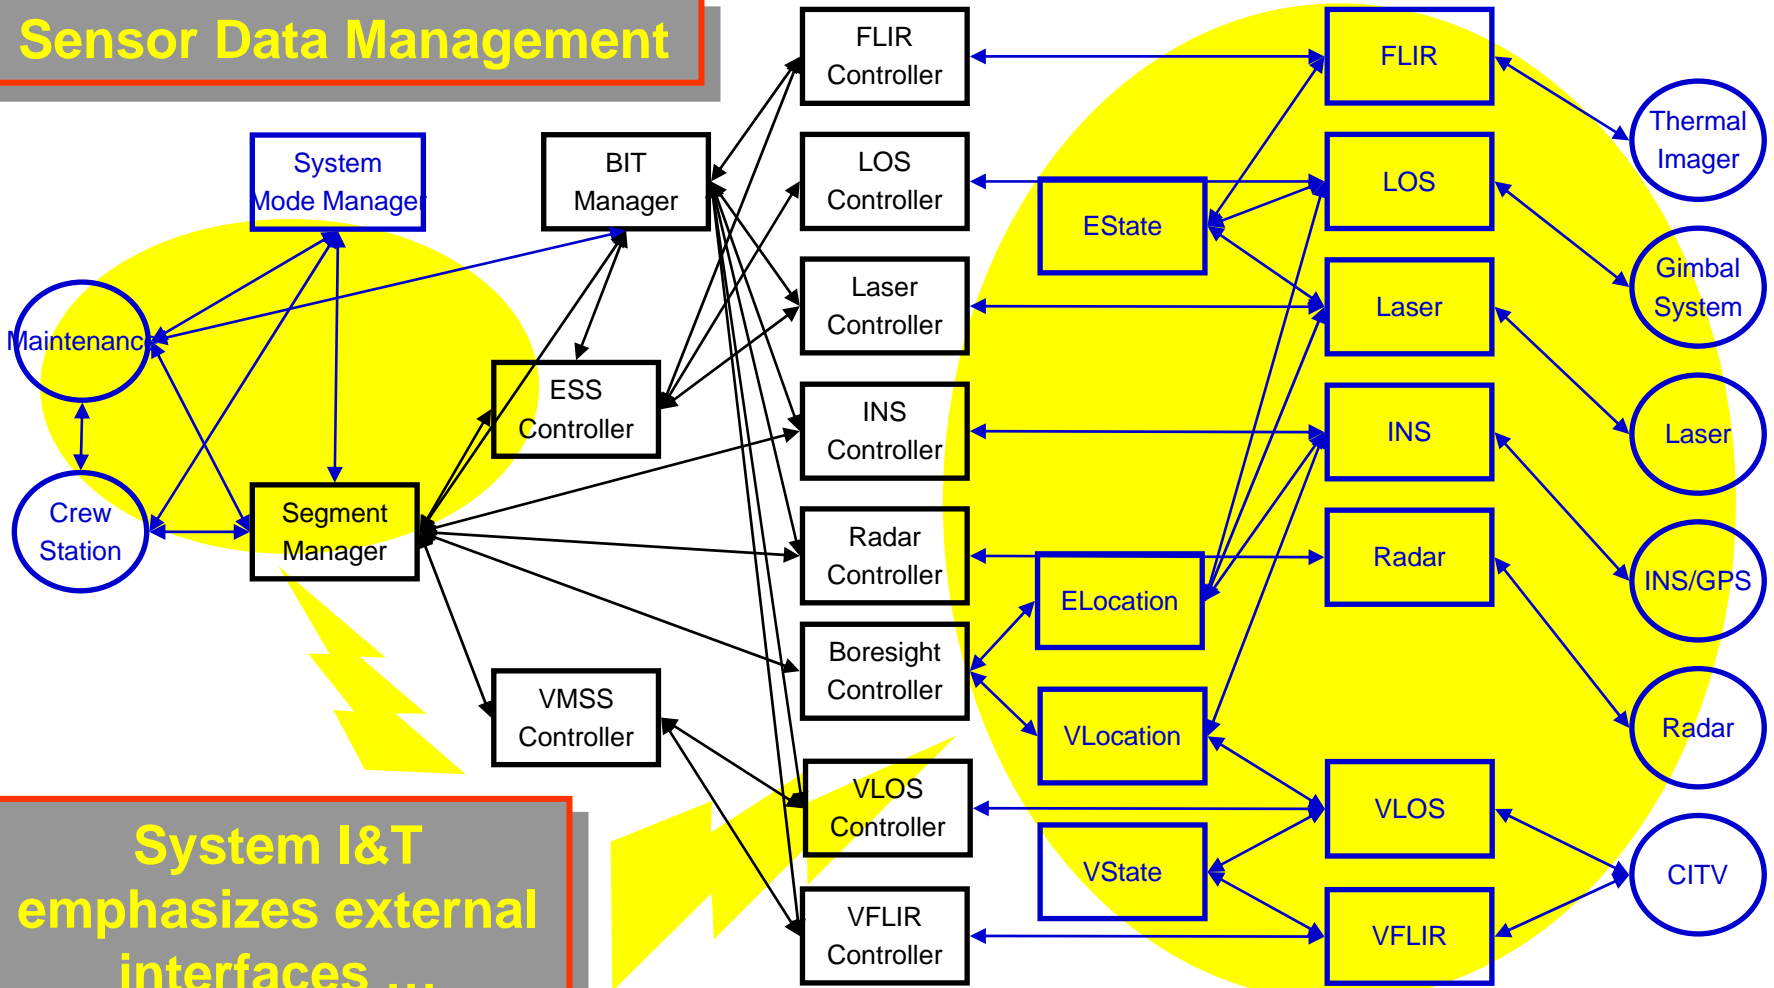 Sensor Data Management
FLIR
Controller
FLIR
Thermal
Imager
System
Mode Manager
BIT
Manager
LOS
Controller
EState
LOS
Gimbal
System
Maintenance
Laser
Controller
Laser
Laser
ESS
Controller
INS
Controller
INS
Crew
Station
Segment
Manager
Radar
Controller
ELocation
Radar
INS/GPS
Boresight
Controller
VMSS
Controller
VLocation
Radar
VLOS
Controller
VLOS
VState
CITV
VFLIR
Controller
VFLIR
System I&T
emphasizes external
interfaces ...